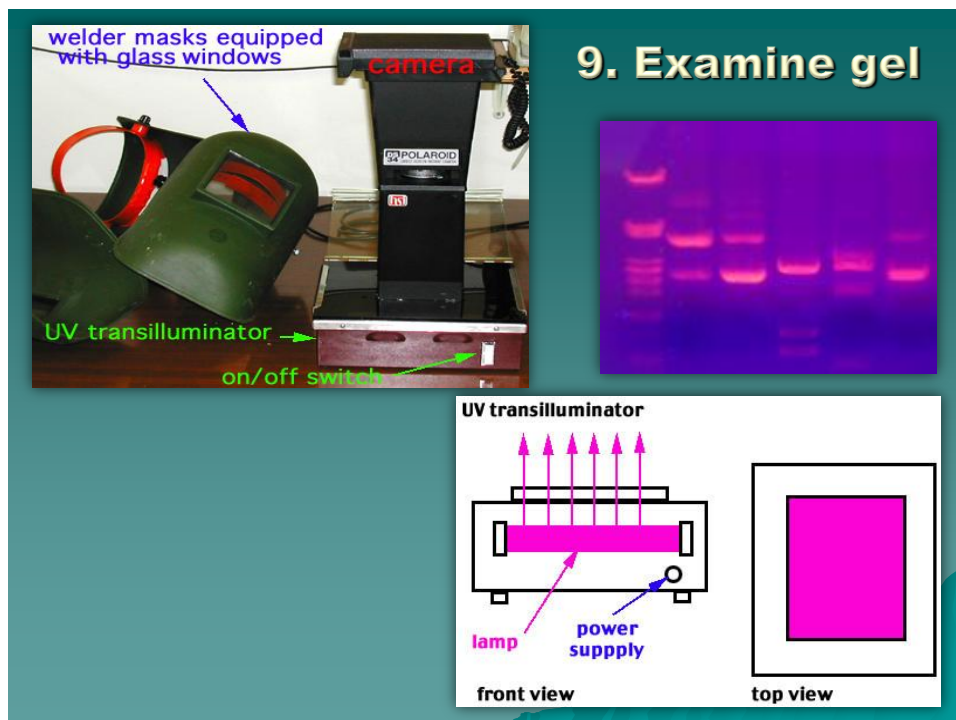 9. Examine gel
welder masks equipped
with glass windows
camera
POLAROID
UV transilluminator
on/off switch
UV transilluminator
lamp
power
suppply
front view
top view